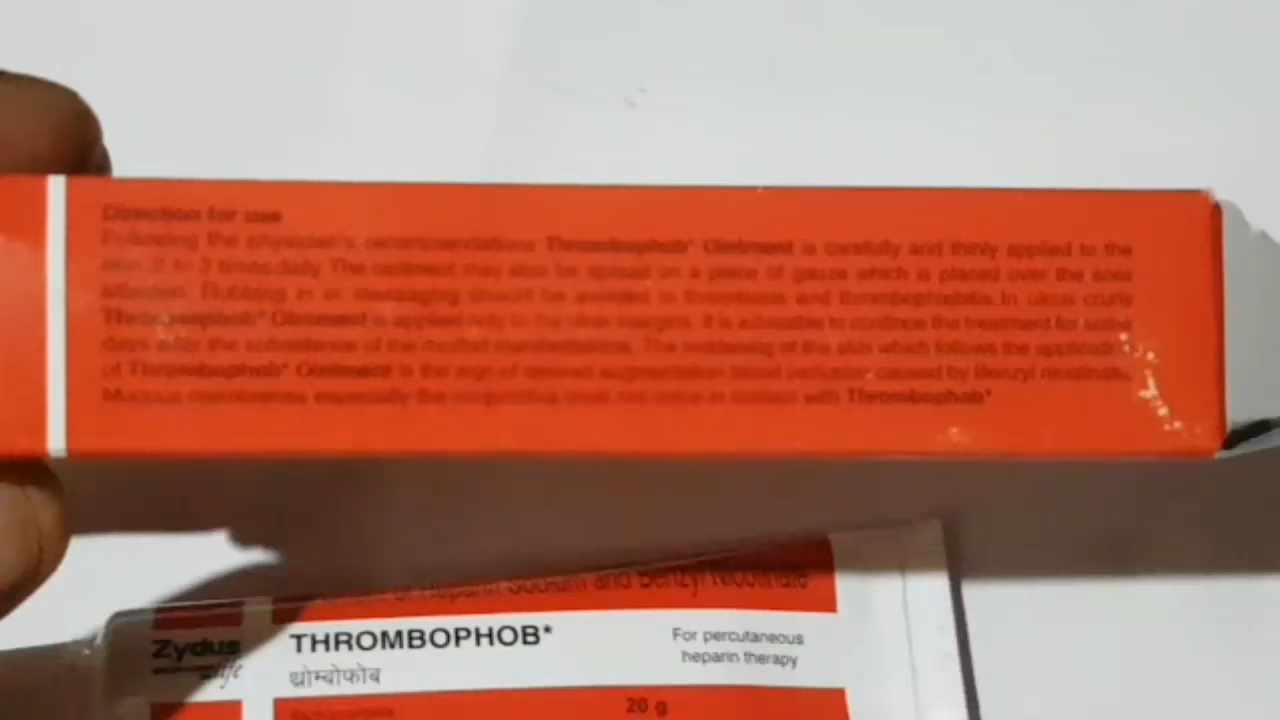 Direction for use
Following the physician's recommendations Thrombophob* Ointment is carefully and thinly applied to the
skin 2 to 3 times daily. The ointment may also be spread on a piece of gauze which is placed over the area
Rubbing in or massaging should be avoided in thrombosis and thrombophlebitis. In ulcus cruris
Thrombophob* Ointment is applied only to the ulcer margins. It is advisable to continue the treatment for some
days after the subsidence of the manifestations. The reddening of the skin which follows the application
of Thrombophob* Ointment is the sign of desired augmentation blood perfusion caused by Benzyl nicotinate.
Mucous membranes especially the conjunctiva must not come in contact with Thrombophob*
of Heparin Sodium and Benzyl Nicotinate
Zydus
THROMBOPHOB*
थ्रोम्बोफोब
For percutaneous
heparin therapy
20 g